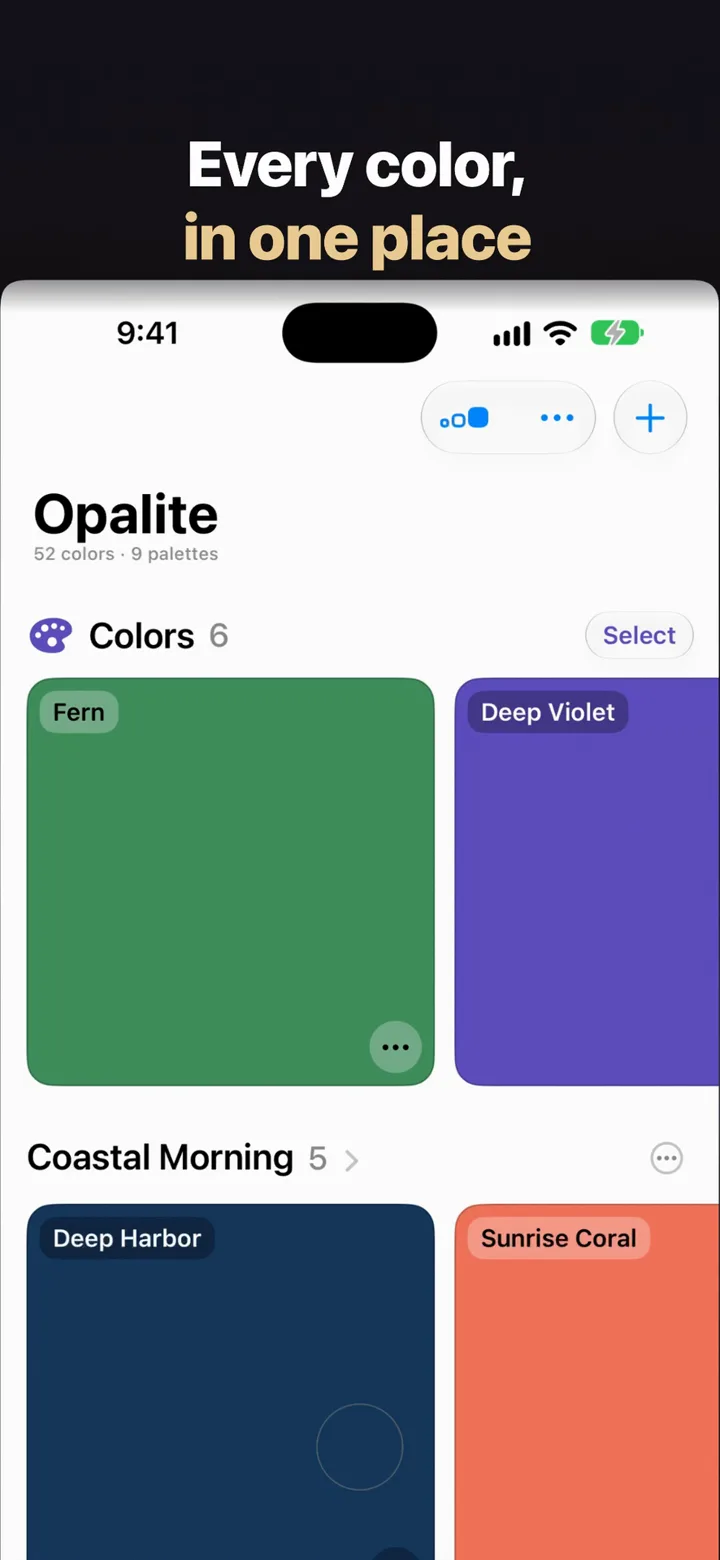 Every color,
in one place
9:41
Opalite
52 colors · 9 palettes
Colors 6
Select
Fern
Deep Violet
Coastal Morning 5
Deep Harbor
Sunrise Coral